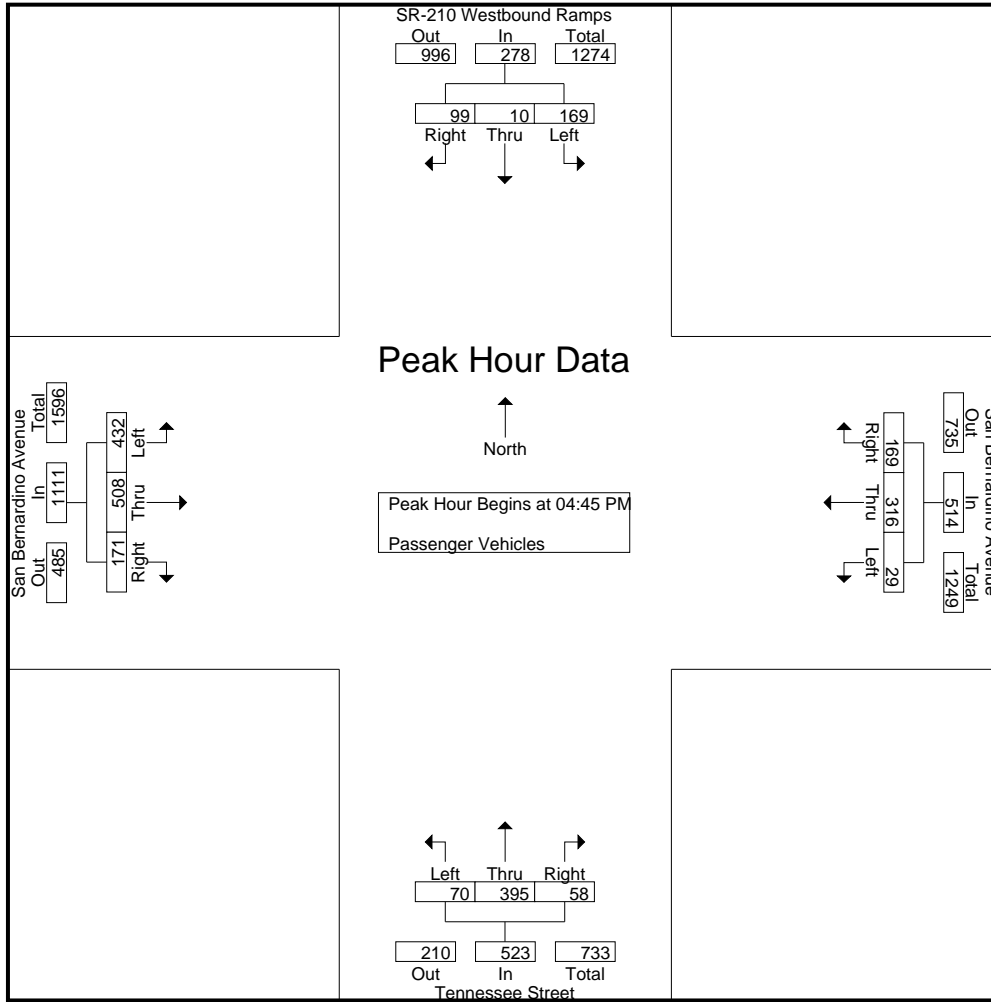 SR-210 Westbound Ramps
Out In Total
996 278 1274
99 10 169
Right Thru Left
Peak Hour Data
North
Peak Hour Begins at 04:45 PM
Passenger Vehicles
San Bernardino Avenue
Total In Out
1596 1111 485
432 508 171
Left Thru Right
San Bernardino Avenue
Out In Total
735 514 1249
169 316 29
Right Thru Left
Left Thru Right
70 395 58
210 523 733
Out In Total
Tennessee Street